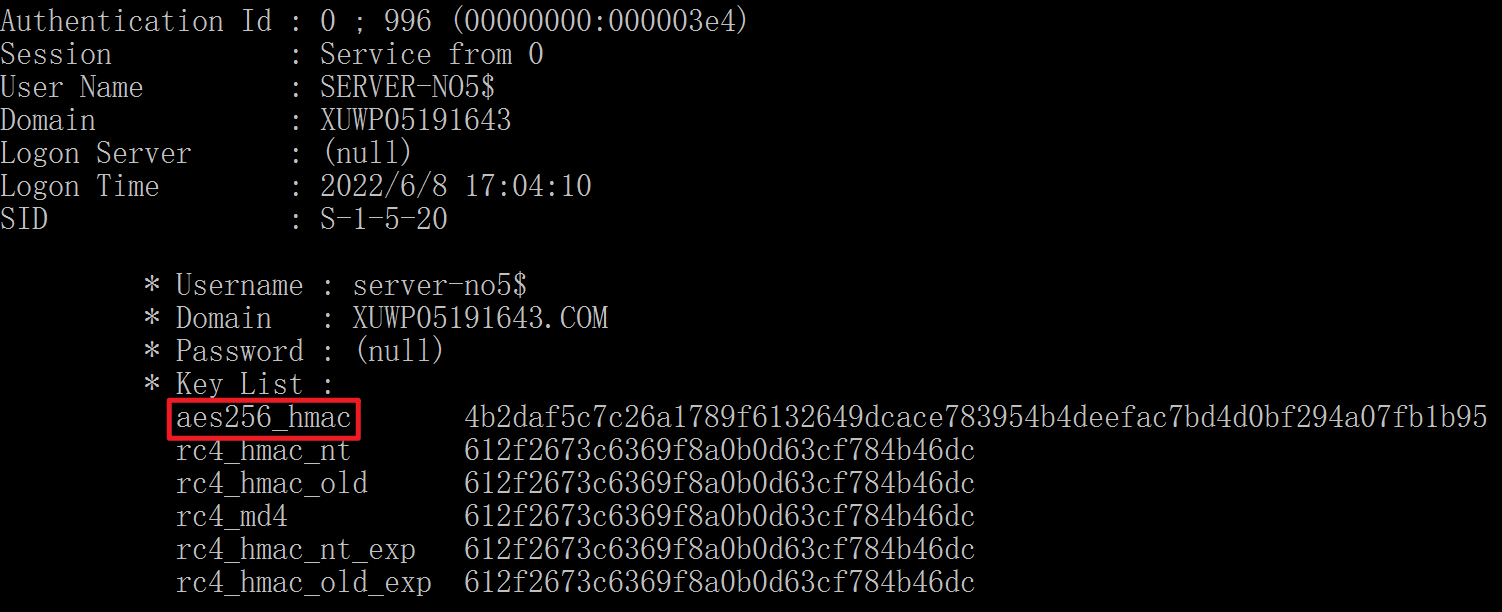 Authentication Id : 0 ; 996 (00000000:000003e4)
Session           : Service from 0
User Name         : SERVER-NO5$
Domain            : XUWP05191643
Logon Server      : (null)
Logon Time        : 2022/6/8 17:04:10
SID               : S-1-5-20
* Username : server-no5$
* Domain   : XUWP05191643.COM
* Password : (null)
* Key List :
aes256_hmac       4b2daf5c7c26a1789f6132649dcace783954b4deefac7bd4d0bf294a07fb1b95
rc4_hmac_nt       612f2673c6369f8a0b0d63cf784b46dc
rc4_hmac_old      612f2673c6369f8a0b0d63cf784b46dc
rc4_md4           612f2673c6369f8a0b0d63cf784b46dc
rc4_hmac_nt_exp   612f2673c6369f8a0b0d63cf784b46dc
rc4_hmac_old_exp  612f2673c6369f8a0b0d63cf784b46dc